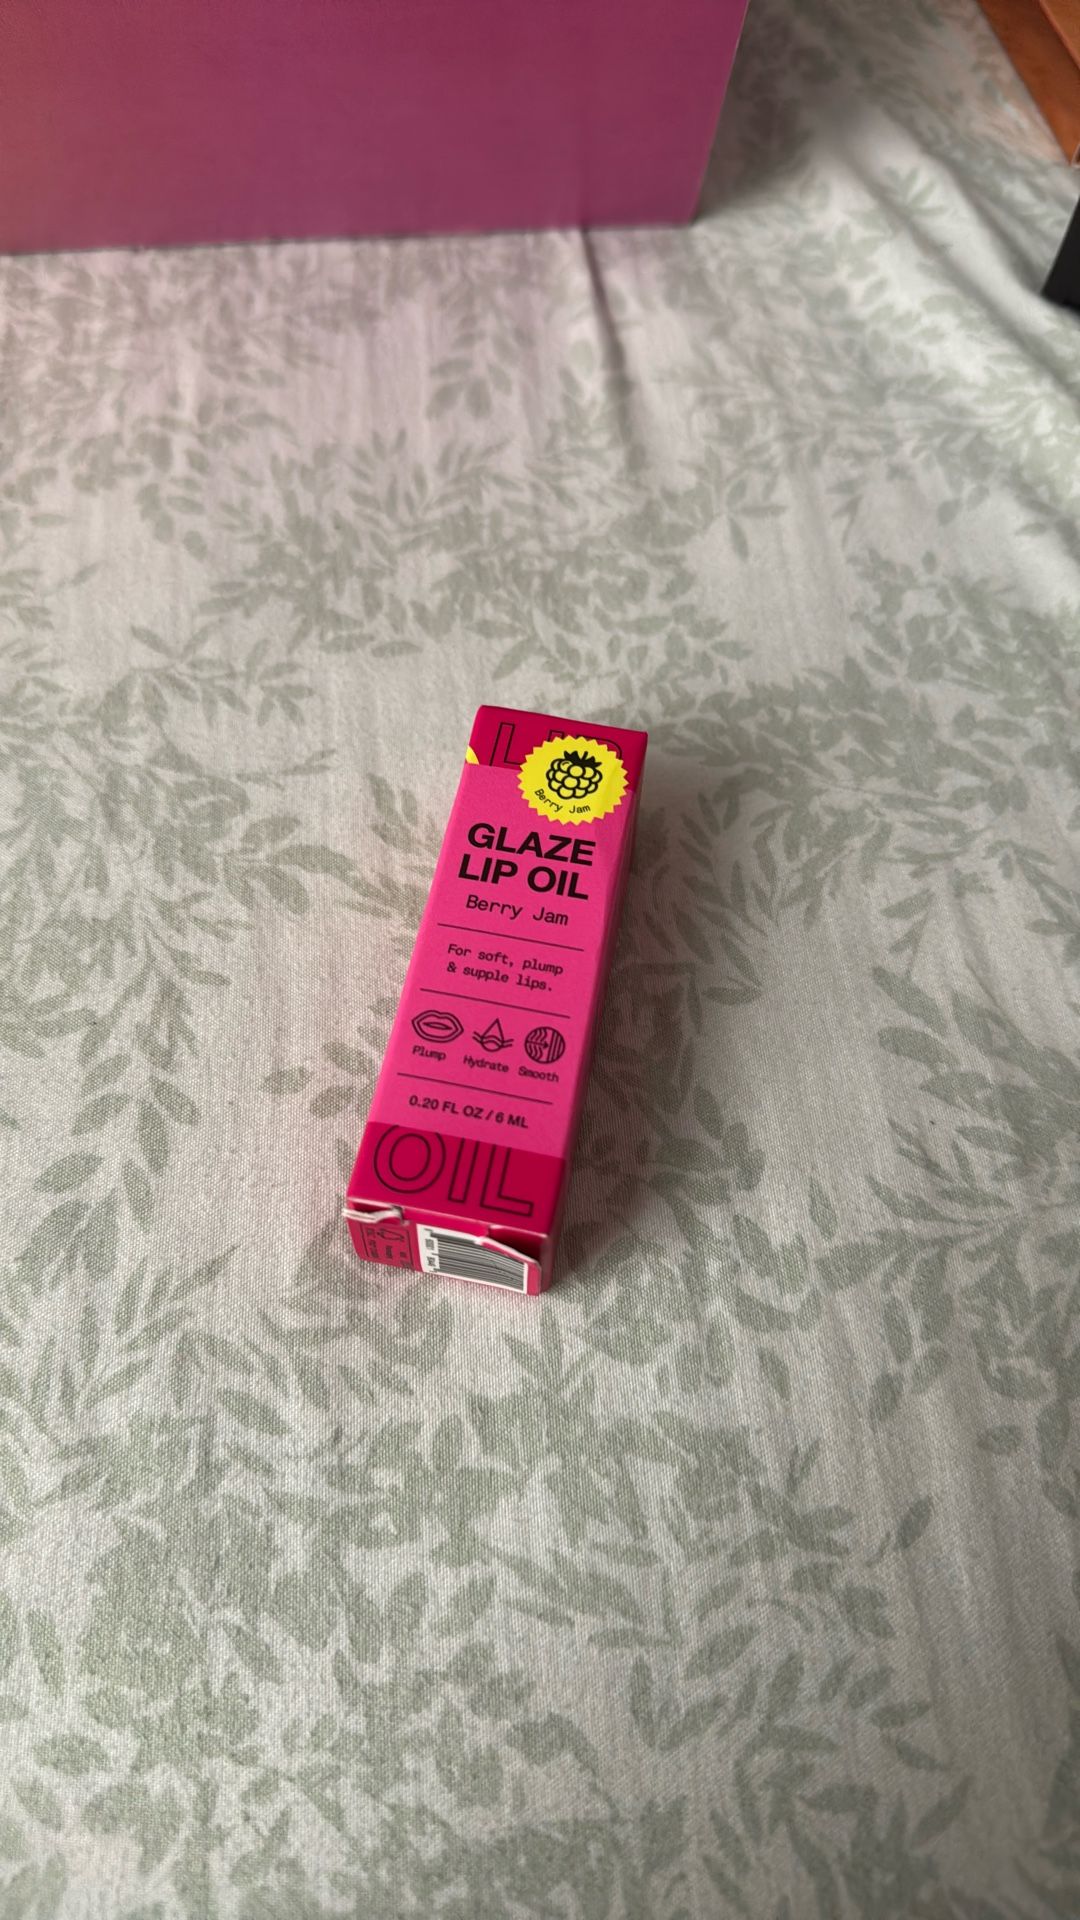 LIP
Berry Jam
GLAZE
LIP OIL
Berry Jam
For soft, plump
& supple lips.
Plump Hydrate Smooth
0.20 FL OZ / 6 ML
OIL